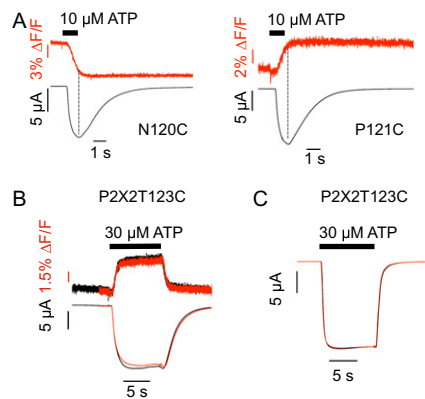 A
10 µM ATP
10 µM ATP
3% ΔF/F
5 µA
N120C
1 s
2% ΔF/F
5 µA
P121C
1 s
B
P2X2T123C
30 µM ATP
1.5% ΔF/F
5 µA
5 s
C
P2X2T123C
30 µM ATP
5 µA
5 s